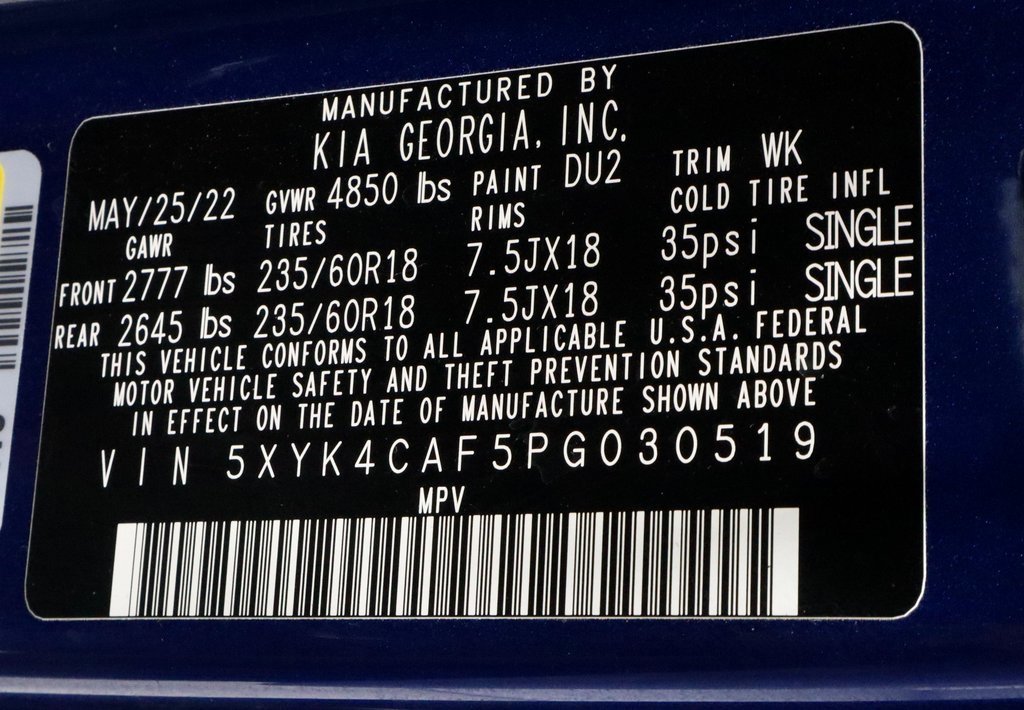 MANUFACTURED BY
KIA GEORGIA, INC.
MAY/25/22 GVWR 4850 lbs PAINT DU2 TRIM WK
GAWR TIRES RIMS COLD TIRE INFL
FRONT 2777 lbs 235/60R18 7.5JX18 35psi SINGLE
REAR 2645 lbs 235/60R18 7.5JX18 35psi SINGLE
THIS VEHICLE CONFORMS TO ALL APPLICABLE U.S.A. FEDERAL
MOTOR VEHICLE SAFETY AND THEFT PREVENTION STANDARDS
IN EFFECT ON THE DATE OF MANUFACTURE SHOWN ABOVE
VIN 5XYK4CAF5PG030519
MPV